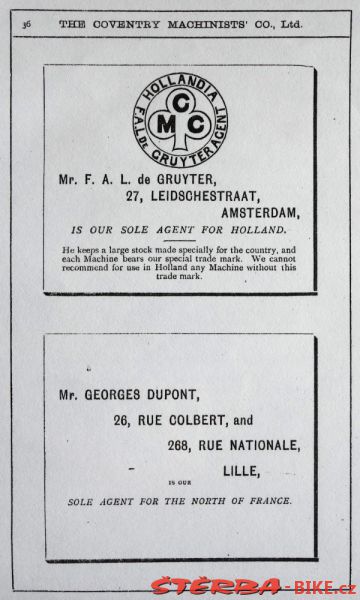 36 THE COVENTRY MACHINISTS' CO., Ltd.
HOLLANDIA
F.A.L. DE GRUYTER AGENT
C
M C
Mr. F. A. L. de GRUYTER,
27, LEIDSCHESTRAAT,
AMSTERDAM,
IS OUR SOLE AGENT FOR HOLLAND.
He keeps a large stock made specially for the country, and
each Machine bears our special trade mark. We cannot
recommend for use in Holland any Machine without this
trade mark.
Mr. GEORGES DUPONT,
26, RUE COLBERT, and
268, RUE NATIONALE,
LILLE,
IS OUR
SOLE AGENT FOR THE NORTH OF FRANCE.
ŠTĚRBA-BIKE.cz